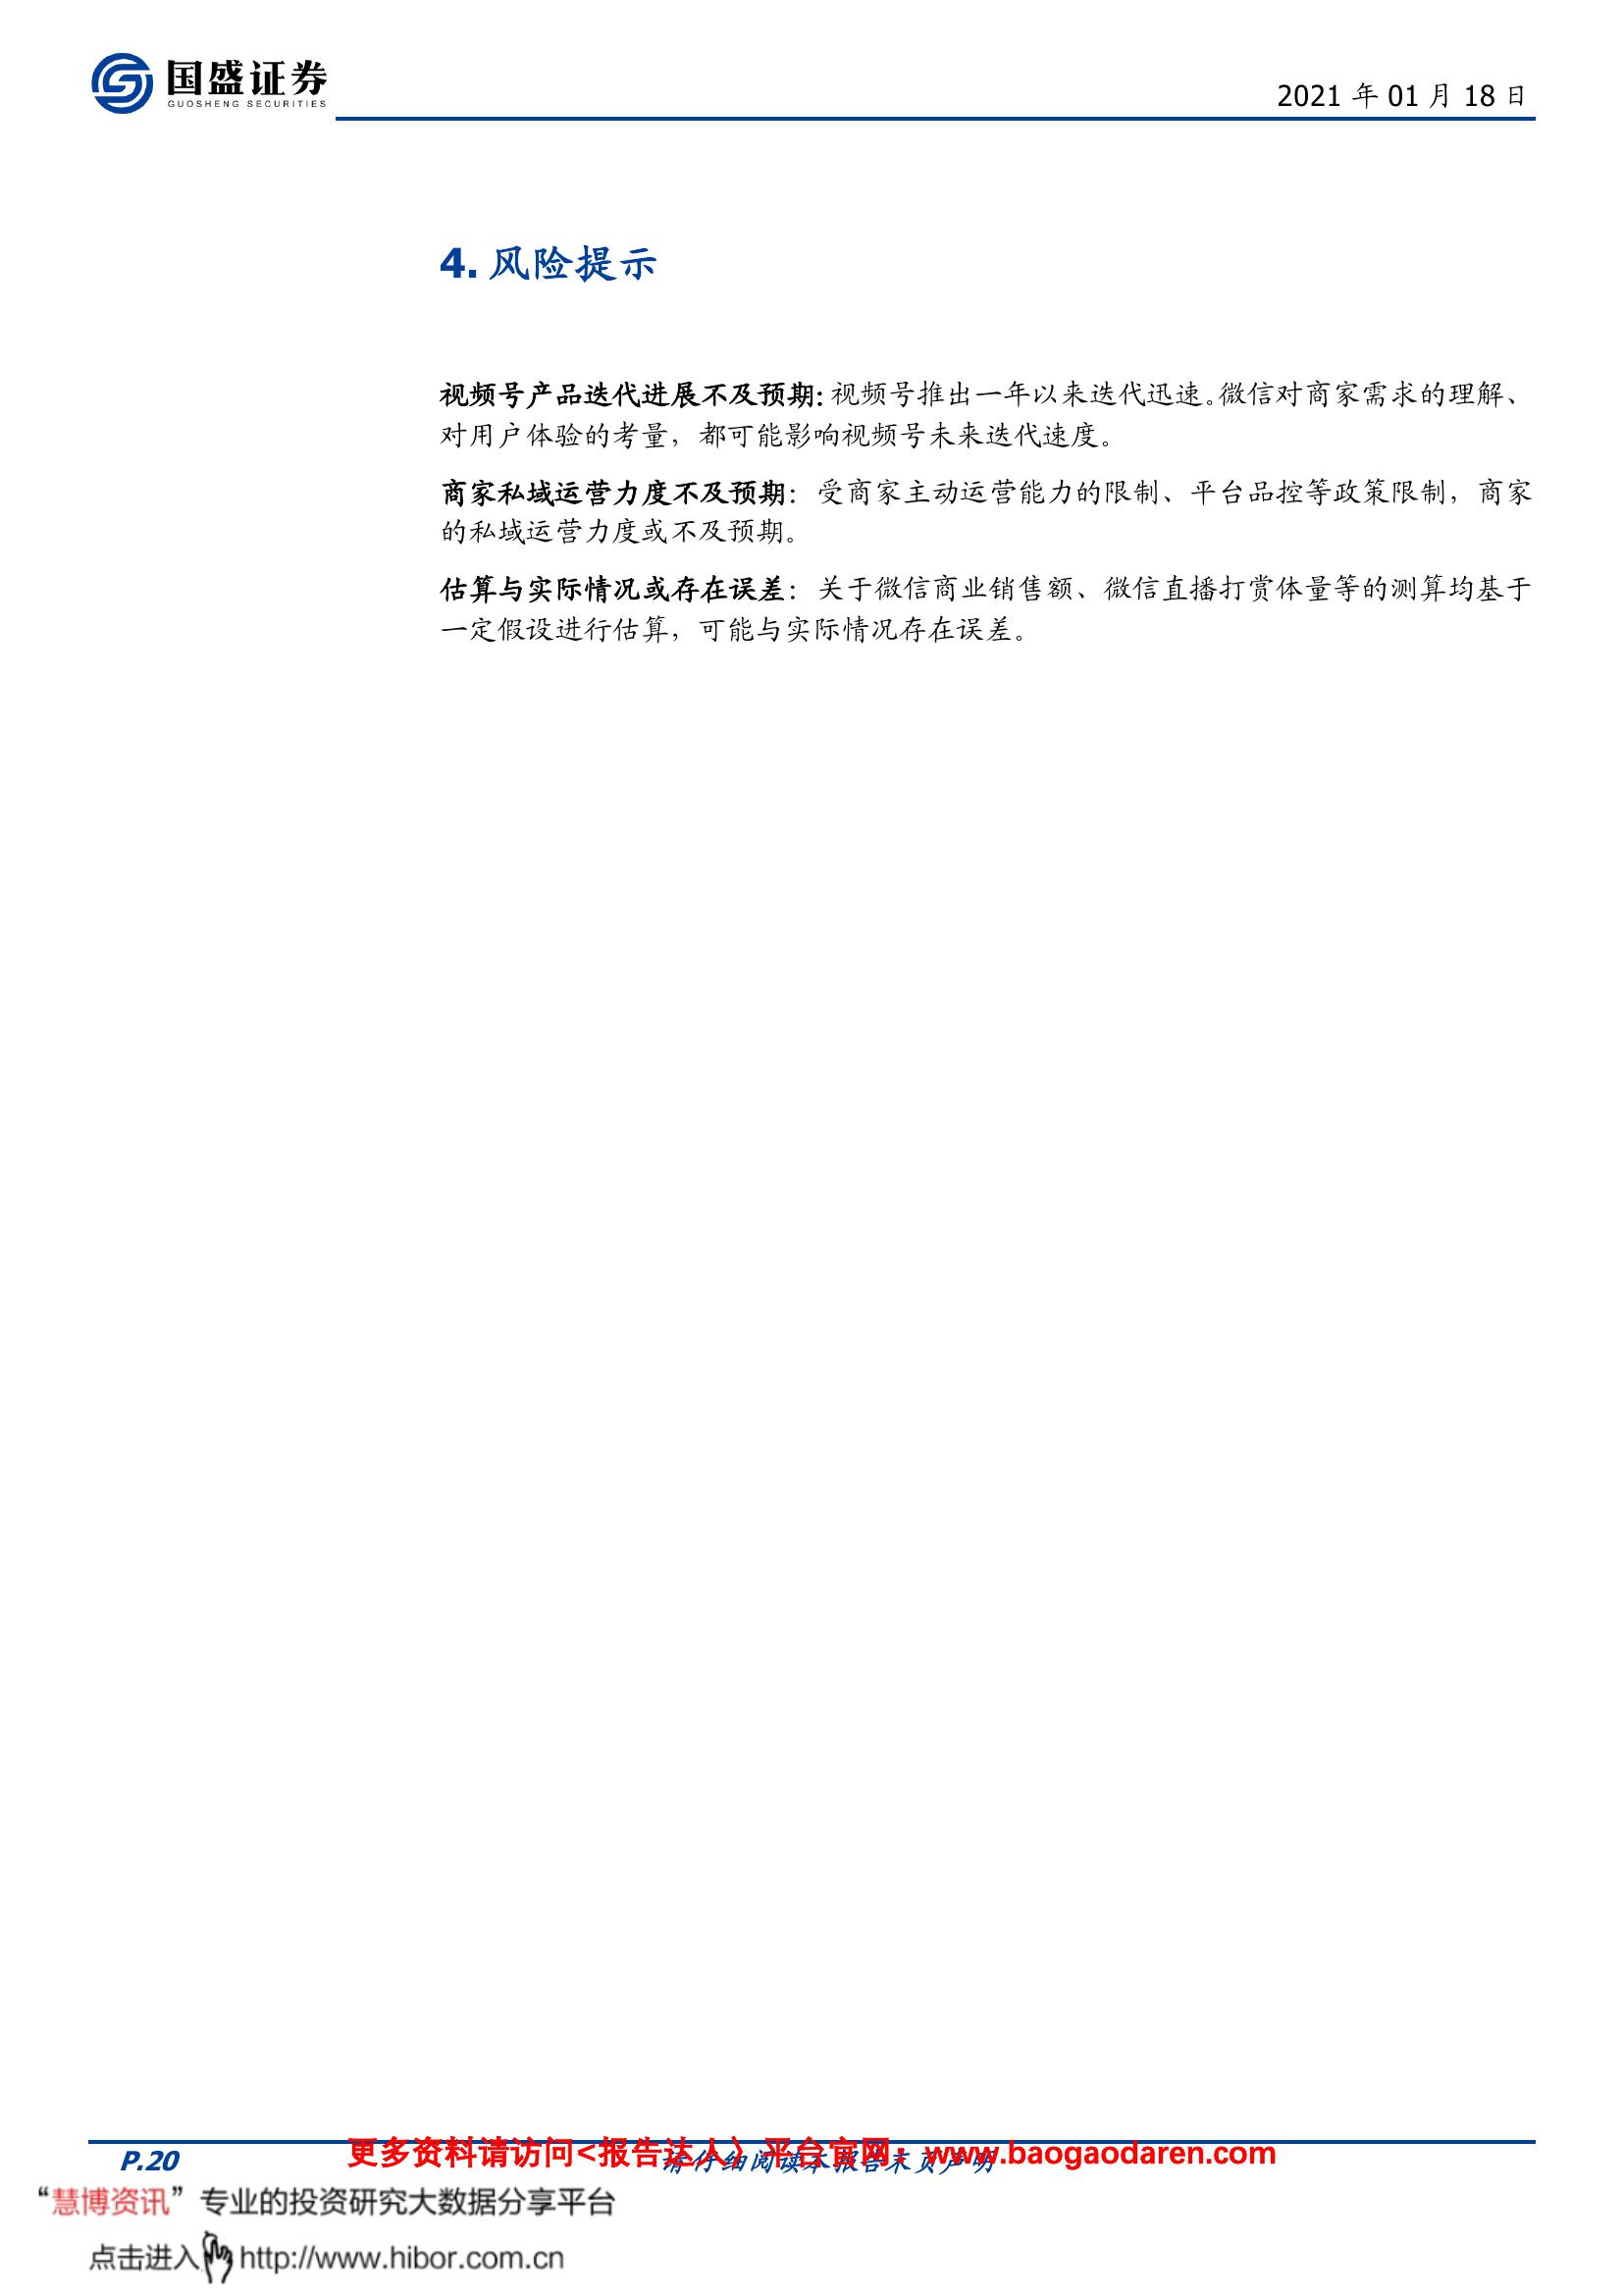 国盛证券
GUOSHENG SECURITIES
2021 年 01 月 18 日
4. 风险提示
视频号产品迭代进展不及预期：视频号推出一年以来迭代迅速。微信对商家需求的理解、
对用户体验的考量，都可能影响视频号未来迭代速度。
商家私域运营力度不及预期：受商家主动运营能力的限制、平台品控等政策限制，商家
的私域运营力度或不及预期。
估算与实际情况或存在误差：关于微信商业销售额、微信直播打赏体量等的测算均基于
一定假设进行估算，可能与实际情况存在误差。
更多资料请访问<报告达人》平台官网：www.baogaodaren.com
P.20
请仔细阅读本报告末页声明
“慧博资讯”专业的投资研究大数据分享平台
点击进入 http://www.hibor.com.cn